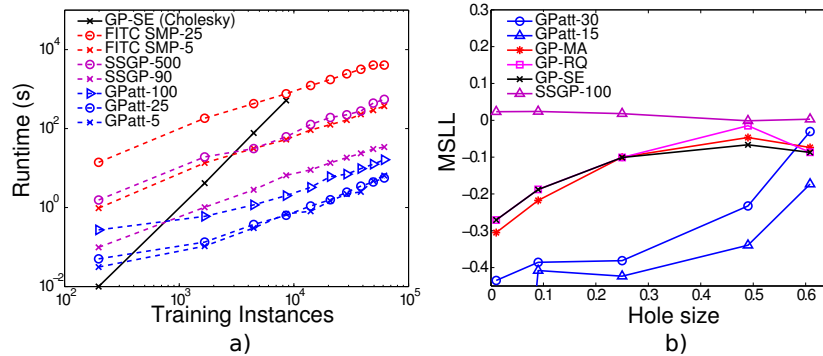 GP-SE (Cholesky)
FITC SMP-25
FITC SMP-5
SSGP-500
SSGP-90
GPatt-100
GPatt-25
GPatt-5
10^4
10^2
10^0
10^-2
Runtime (s)
10^2 10^3 10^4 10^5
Training Instances
a)
GPatt-30
GPatt-15
GP-MA
GP-RQ
GP-SE
SSGP-100
0.3
0.2
0.1
0
-0.1
-0.2
-0.3
-0.4
MSLL
0 0.1 0.2 0.3 0.4 0.5 0.6
Hole size
b)